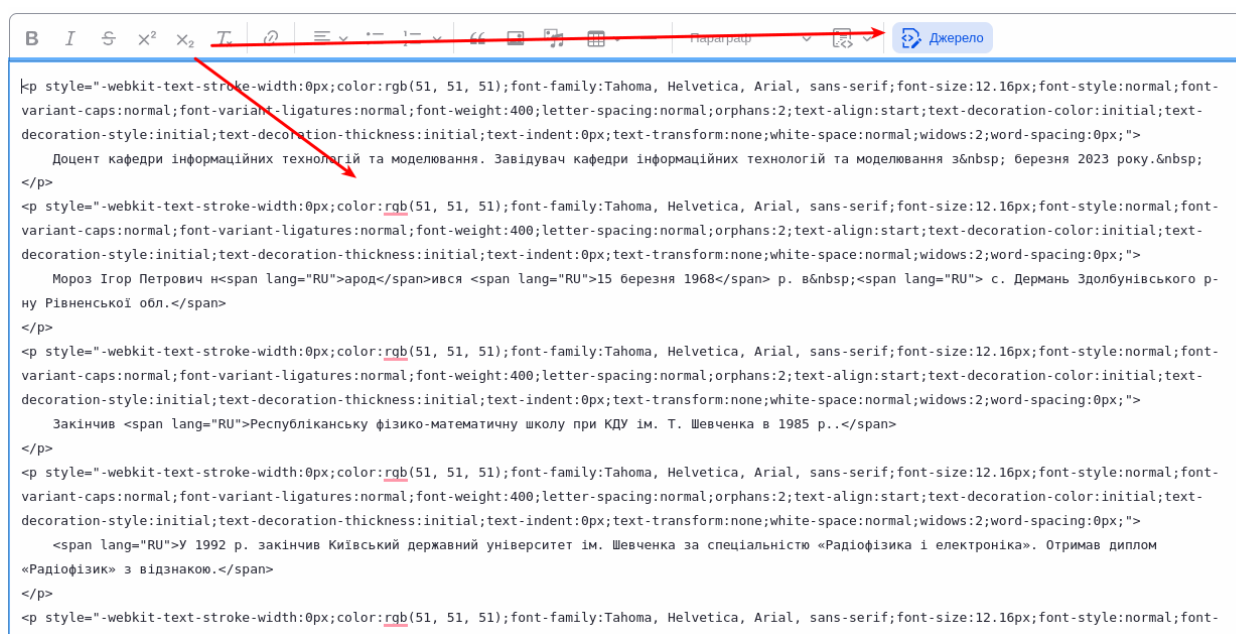 B I S x² x₂ Tx Параграф Джерело
<p style="-webkit-text-stroke-width:0px;color:rgb(51, 51, 51);font-family:Tahoma, Helvetica, Arial, sans-serif;font-size:12.16px;font-style:normal;font-
variant-caps:normal;font-variant-ligatures:normal;font-weight:400;letter-spacing:normal;orphans:2;text-align:start;text-decoration-color:initial;text-
decoration-style:initial;text-decoration-thickness:initial;text-indent:0px;text-transform:none;white-space:normal;widows:2;word-spacing:0px;">
Доцент кафедри інформаційних технологій та моделювання. Завідувач кафедри інформаційних технологій та моделювання з&nbsp; березня 2023 року.&nbsp;
</p>
<p style="-webkit-text-stroke-width:0px;color:rgb(51, 51, 51);font-family:Tahoma, Helvetica, Arial, sans-serif;font-size:12.16px;font-style:normal;font-
variant-caps:normal;font-variant-ligatures:normal;font-weight:400;letter-spacing:normal;orphans:2;text-align:start;text-decoration-color:initial;text-
decoration-style:initial;text-decoration-thickness:initial;text-indent:0px;text-transform:none;white-space:normal;widows:2;word-spacing:0px;">
Мороз Ігор Петрович н<span lang="RU">арод</span>ився <span lang="RU">15 березня 1968</span> р. в&nbsp;<span lang="RU"> с. Дермань Здолбунівського р-
ну Рівненської обл.</span>
</p>
<p style="-webkit-text-stroke-width:0px;color:rgb(51, 51, 51);font-family:Tahoma, Helvetica, Arial, sans-serif;font-size:12.16px;font-style:normal;font-
variant-caps:normal;font-variant-ligatures:normal;font-weight:400;letter-spacing:normal;orphans:2;text-align:start;text-decoration-color:initial;text-
decoration-style:initial;text-decoration-thickness:initial;text-indent:0px;text-transform:none;white-space:normal;widows:2;word-spacing:0px;">
Закінчив <span lang="RU">Республіканську фізико-математичну школу при КДУ ім. Т. Шевченка в 1985 р..</span>
</p>
<p style="-webkit-text-stroke-width:0px;color:rgb(51, 51, 51);font-family:Tahoma, Helvetica, Arial, sans-serif;font-size:12.16px;font-style:normal;font-
variant-caps:normal;font-variant-ligatures:normal;font-weight:400;letter-spacing:normal;orphans:2;text-align:start;text-decoration-color:initial;text-
decoration-style:initial;text-decoration-thickness:initial;text-indent:0px;text-transform:none;white-space:normal;widows:2;word-spacing:0px;">
<span lang="RU">У 1992 р. закінчив Київський державний університет ім. Шевченка за спеціальністю «Радіофізика і електроніка». Отримав диплом
«Радіофізик» з відзнакою.</span>
</p>
<p style="-webkit-text-stroke-width:0px;color:rgb(51, 51, 51);font-family:Tahoma, Helvetica, Arial, sans-serif;font-size:12.16px;font-style:normal;font-